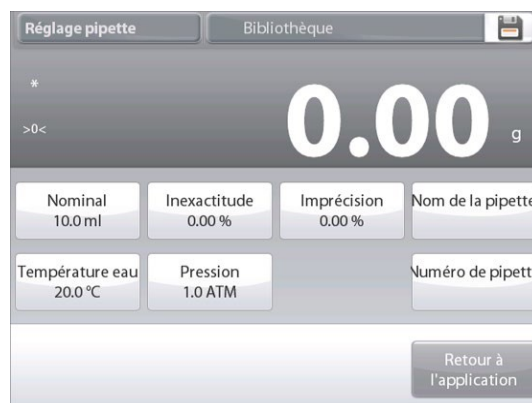 Réglage pipette
Bibliothèque
*
>0<
0.00 g
Nominal
10.0 ml
Inexactitude
0.00 %
Imprécision
0.00 %
Nom de la pipette
Température eau
20.0 °C
Pression
1.0 ATM
Numéro de pipett
Retour à
l'application